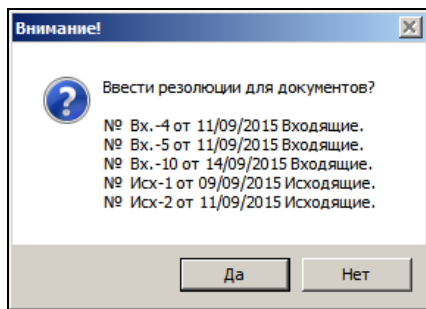 Внимание!
Ввести резолюции для документов?
№ Вх.-4 от 11/09/2015 Входящие.
№ Вх.-5 от 11/09/2015 Входящие.
№ Вх.-10 от 14/09/2015 Входящие.
№ Исх-1 от 09/09/2015 Исходящие.
№ Исх-2 от 11/09/2015 Исходящие.
Да
Нет